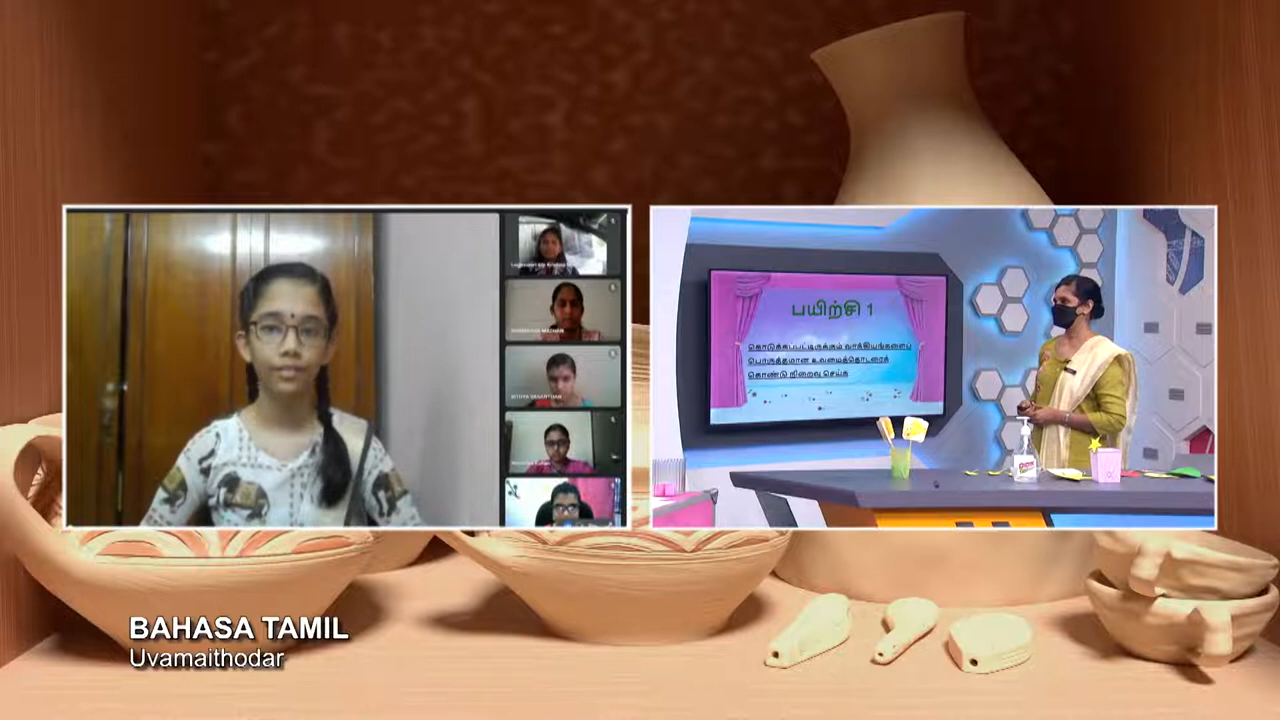 பயிற்சி 1
கொடுக்கப்பட்டிருக்கும் வாக்கியங்களைப்
பொருத்தமான உவமைத்தொடரைக்
கொண்டு நிறைவு செய்க
BAHASA TAMIL
Uvamaithodar